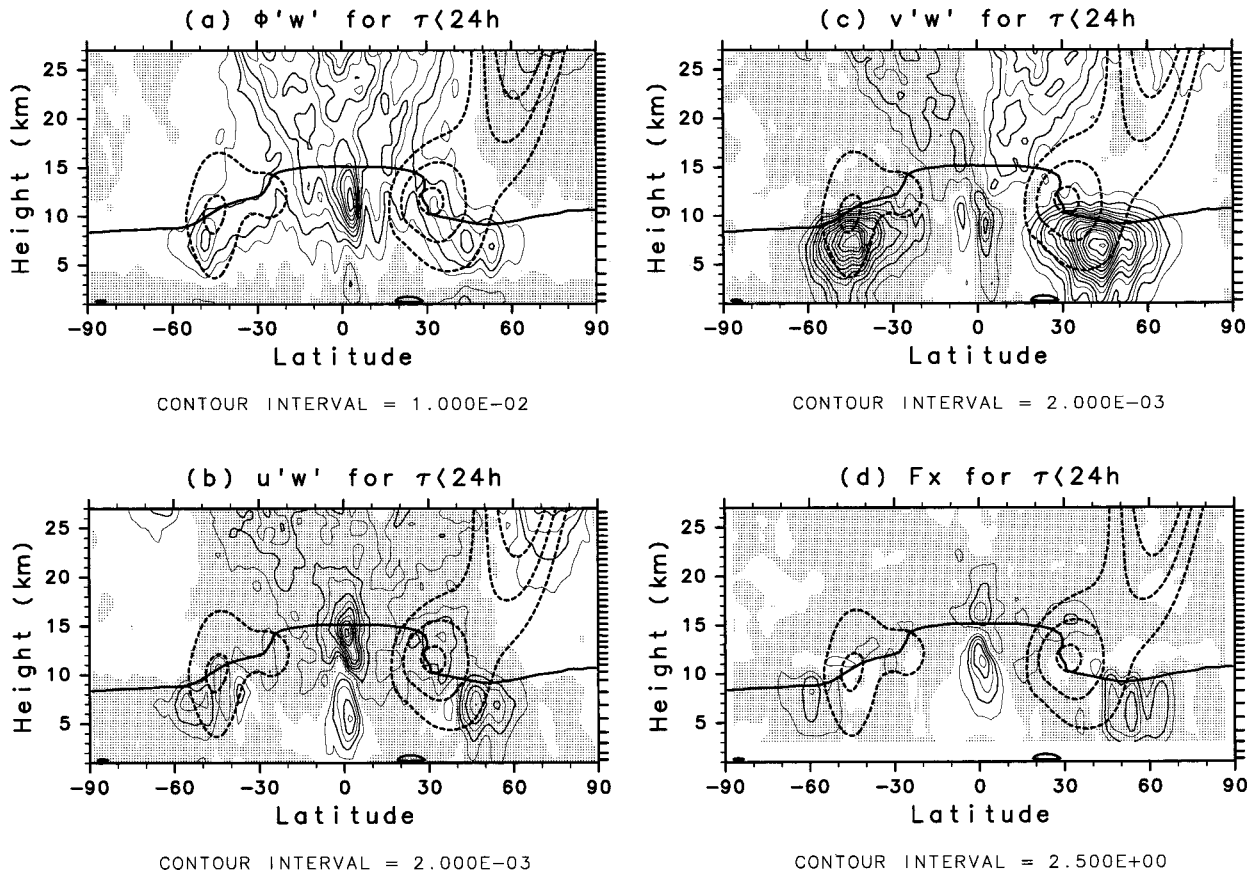 (a) Φ'w' for τ<24h
Height (km)
25
20
15
10
5
-90 -60 -30 0 30 60 90
Latitude
CONTOUR INTERVAL = 1.000E-02
(c) v'w' for τ<24h
Height (km)
25
20
15
10
5
-90 -60 -30 0 30 60 90
Latitude
CONTOUR INTERVAL = 2.000E-03
(b) u'w' for τ<24h
Height (km)
25
20
15
10
5
-90 -60 -30 0 30 60 90
Latitude
CONTOUR INTERVAL = 2.000E-03
(d) Fx for τ<24h
Height (km)
25
20
15
10
5
-90 -60 -30 0 30 60 90
Latitude
CONTOUR INTERVAL = 2.500E+00